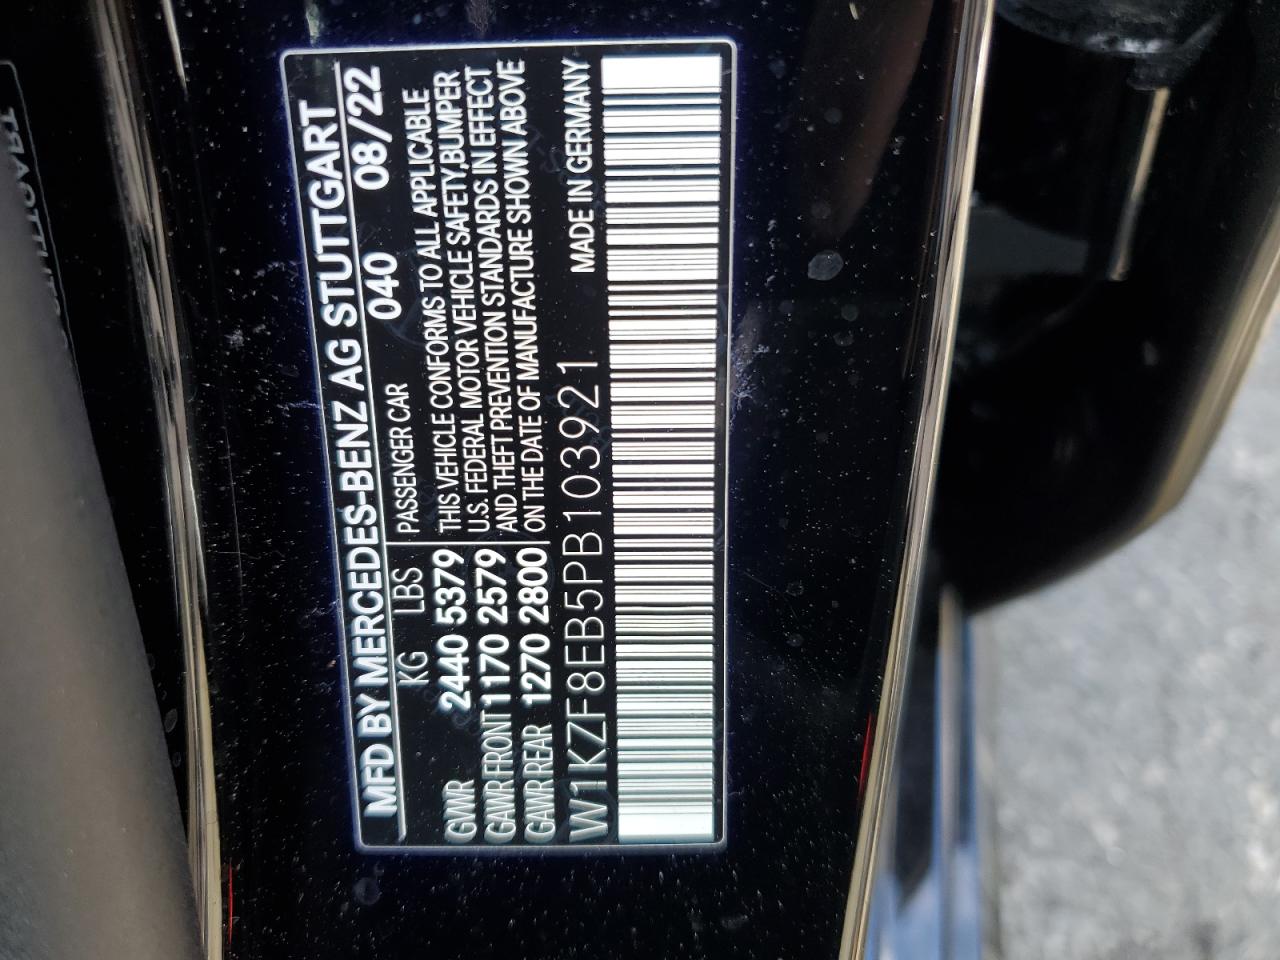 MFD BY MERCEDES-BENZ AG STUTTGART
040 08/22
KG LBS PASSENGER CAR
GWR 2440 5379
GAWR FRONT 1170 2579
GAWR REAR 1270 2800
THIS VEHICLE CONFORMS TO ALL APPLICABLE
U.S. FEDERAL MOTOR VEHICLE SAFETY,BUMPER
AND THEFT PREVENTION STANDARDS IN EFFECT
ON THE DATE OF MANUFACTURE SHOWN ABOVE
MADE IN GERMANY
W1KZF8EB5PB103921